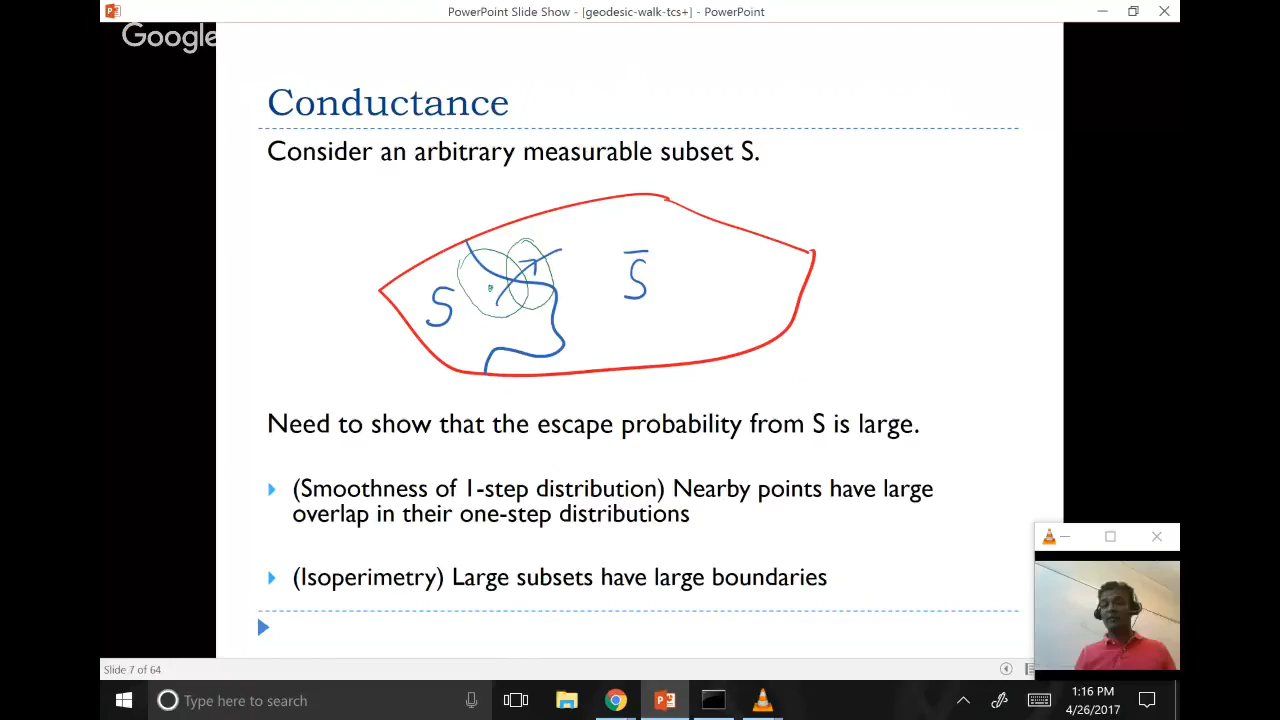 PowerPoint Slide Show - [geodesic-walk-tcs+] - PowerPoint
Google
Conductance
Consider an arbitrary measurable subset S.
S
S̅
Need to show that the escape probability from S is large.
(Smoothness of 1-step distribution) Nearby points have large
overlap in their one-step distributions
(Isoperimetry) Large subsets have large boundaries
Slide 7 of 64
Type here to search
1:16 PM
4/26/2017